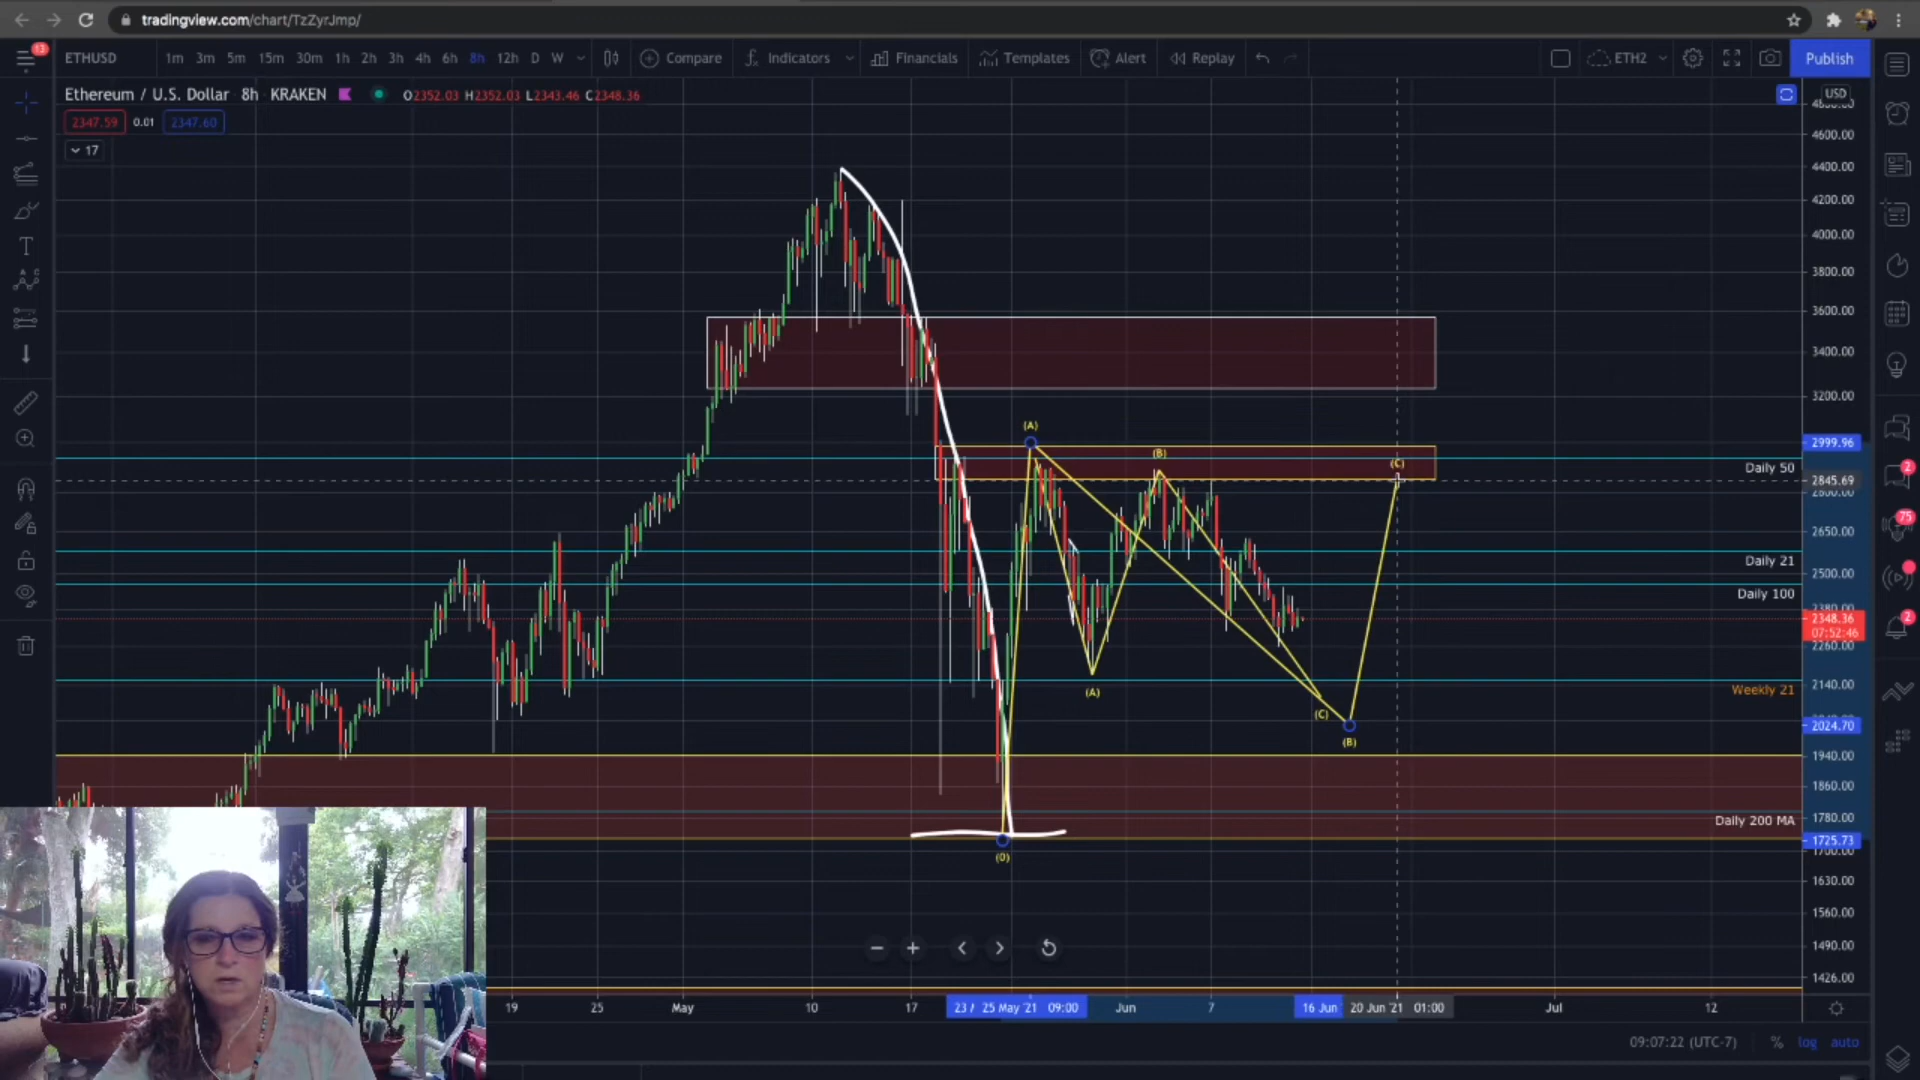 tradingview.com/chart/TzZyrJmp/
13
ETHUSD 1m 3m 5m 15m 30m 1h 2h 3h 4h 6h 8h 12h D W Compare Indicators Financials Templates Alert Replay ETH2 Publish
Ethereum / U.S. Dollar 8h KRAKEN O2352.03 H2352.03 L2343.46 C2348.36
USD
2347.59 0.01 2347.60
17
4600.00
4400.00
4200.00
4000.00
3800.00
3600.00
3400.00
3200.00
(A)
2999.96
(B)
(C)
Daily 50
2845.69
2
2800.00
75
2650.00
Daily 21
2500.00
Daily 100
2380.00
2348.36
2
07:52:46
2260.00
2140.00
(A)
Weekly 21
(C)
2024.70
(B)
1940.00
1860.00
1780.00
Daily 200 MA
1725.73
1700.00
(0)
1630.00
1560.00
1490.00
1426.00
19 25 May 10 17 23 / 25 May '21 09:00 Jun 7 16 Jun 20 Jun '21 01:00 Jul 12
09:07:22 (UTC-7) % log auto